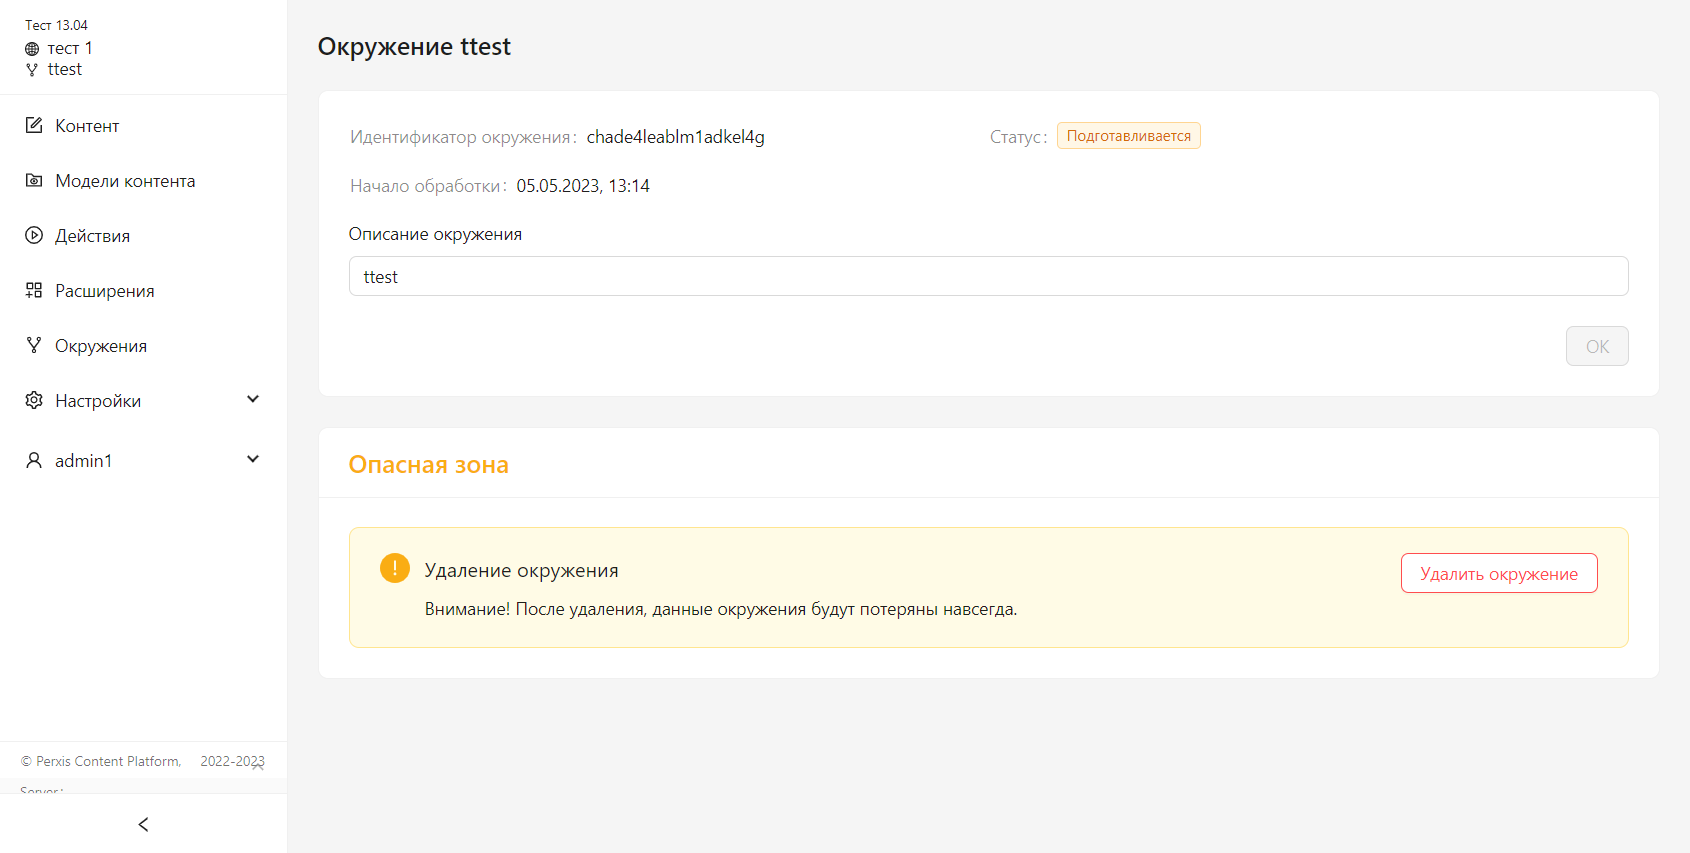 Тест 13.04
тест 1
ttest
Контент
Модели контента
Действия
Расширения
Окружения
Настройки
admin1
© Perxis Content Platform, 2022-2023
Server:
Окружение ttest
Идентификатор окружения: chade4leablm1adkel4g
Статус: Подготавливается
Начало обработки: 05.05.2023, 13:14
Описание окружения
ttest
OK
Опасная зона
Удаление окружения
Удалить окружение
Внимание! После удаления, данные окружения будут потеряны навсегда.